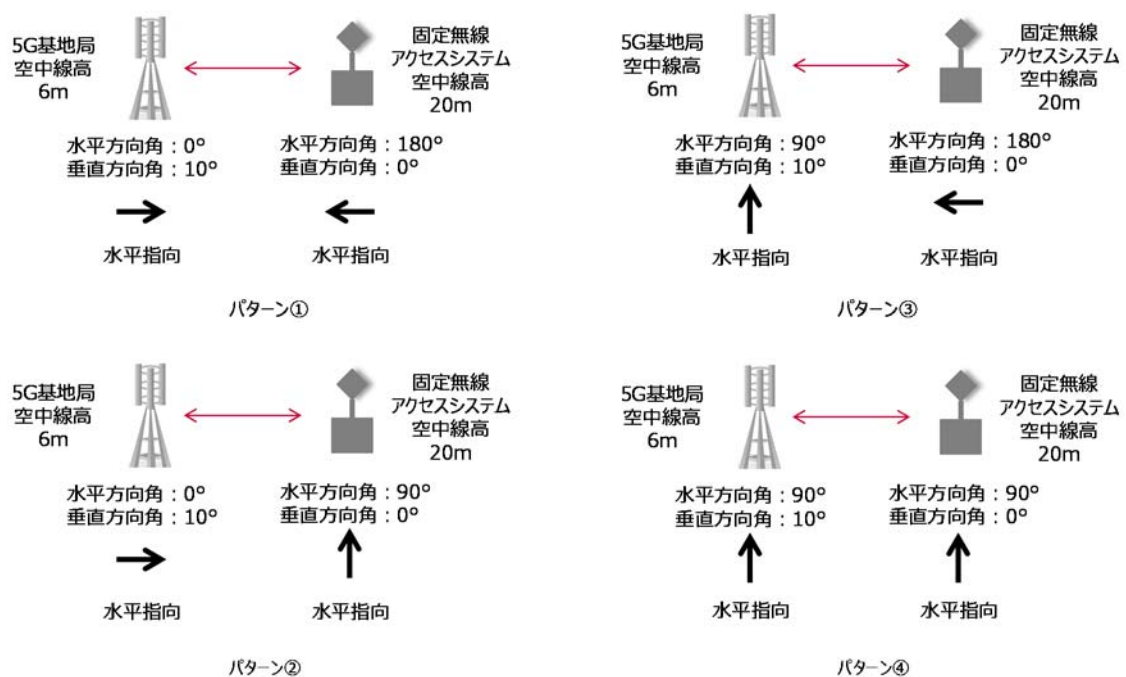 5G基地局
空中線高
6m
固定無線
アクセスシステム
空中線高
20m
水平方向角：0°
垂直方向角：10°
水平方向角：180°
垂直方向角：0°
水平指向
水平指向
パターン①
5G基地局
空中線高
6m
固定無線
アクセスシステム
空中線高
20m
水平方向角：90°
垂直方向角：10°
水平方向角：180°
垂直方向角：0°
水平指向
水平指向
パターン③
5G基地局
空中線高
6m
固定無線
アクセスシステム
空中線高
20m
水平方向角：0°
垂直方向角：10°
水平方向角：90°
垂直方向角：0°
水平指向
水平指向
パターン②
5G基地局
空中線高
6m
固定無線
アクセスシステム
空中線高
20m
水平方向角：90°
垂直方向角：10°
水平方向角：90°
垂直方向角：0°
水平指向
水平指向
パターン④